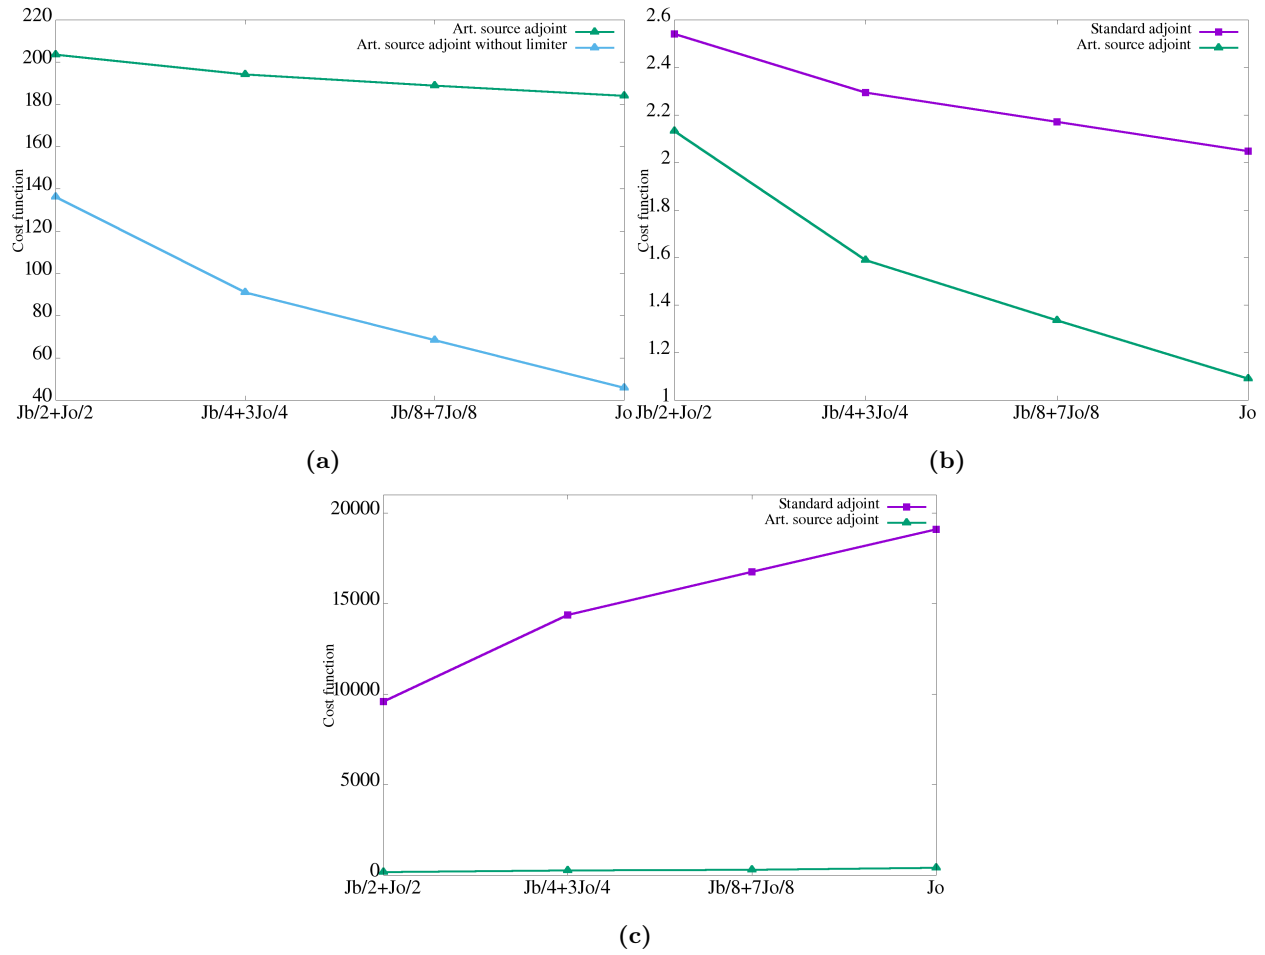 220
200
180
160
140
120
100
80
60
40
Cost function
Art. source adjoint
Art. source adjoint without limiter
Jb/2+Jo/2
Jb/4+3Jo/4
Jb/8+7Jo/8
Jo
(a)
2.6
2.4
2.2
2
1.8
1.6
1.4
1.2
1
Cost function
Standard adjoint
Art. source adjoint
Jb/2+Jo/2
Jb/4+3Jo/4
Jb/8+7Jo/8
Jo
(b)
20000
15000
10000
5000
0
Cost function
Standard adjoint
Art. source adjoint
Jb/2+Jo/2
Jb/4+3Jo/4
Jb/8+7Jo/8
Jo
(c)